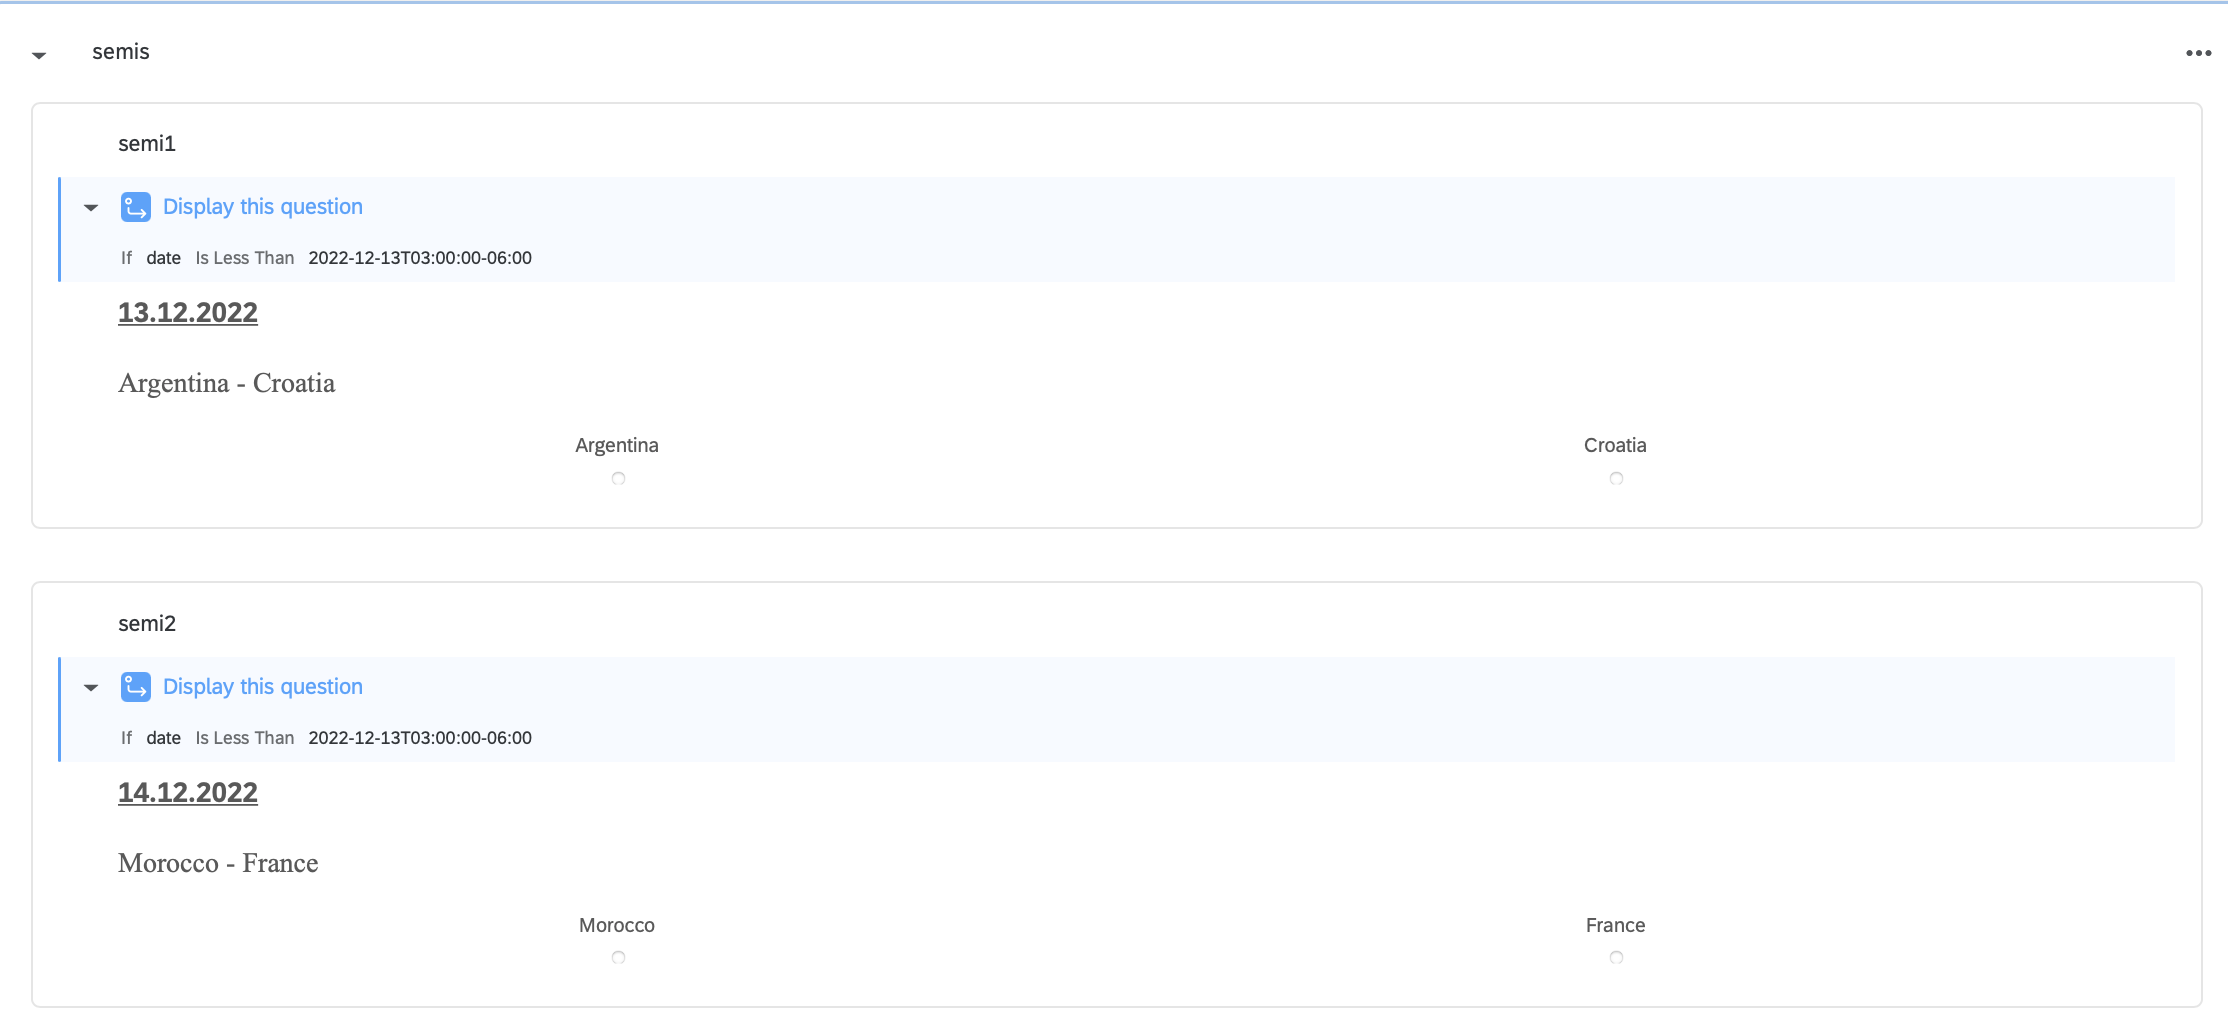 semis
semi1
Display this question
If date Is Less Than 2022-12-13T03:00:00-06:00
13.12.2022
Argentina - Croatia
Argentina Croatia
semi2
Display this question
If date Is Less Than 2022-12-13T03:00:00-06:00
14.12.2022
Morocco - France
Morocco France